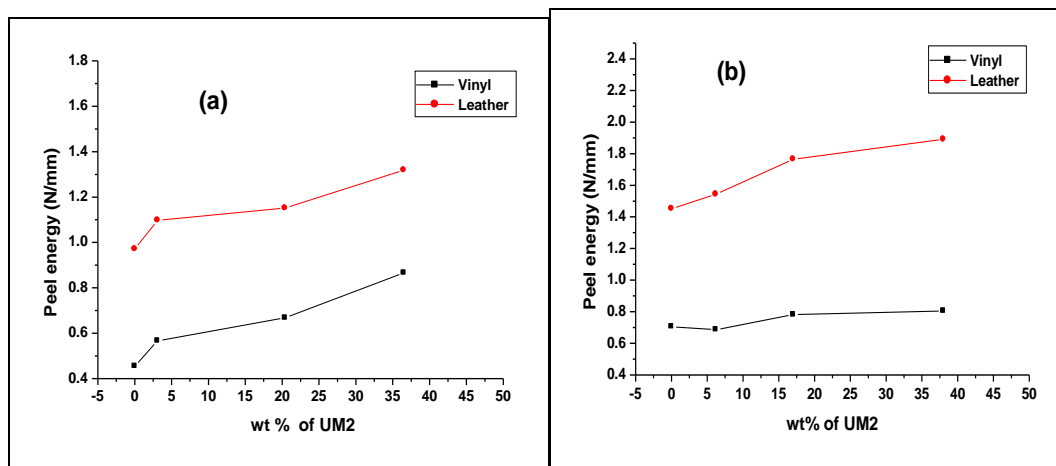 (a)
Vinyl
Leather
Peel energy (N/mm)
1.8
1.6
1.4
1.2
1.0
0.8
0.6
0.4
-5 0 5 10 15 20 25 30 35 40 45 50
wt % of UM2
(b)
Vinyl
Leather
Peel energy (N/mm)
2.4
2.2
2.0
1.8
1.6
1.4
1.2
1.0
0.8
0.6
0.4
-5 0 5 10 15 20 25 30 35 40 45 50
wt% of UM2